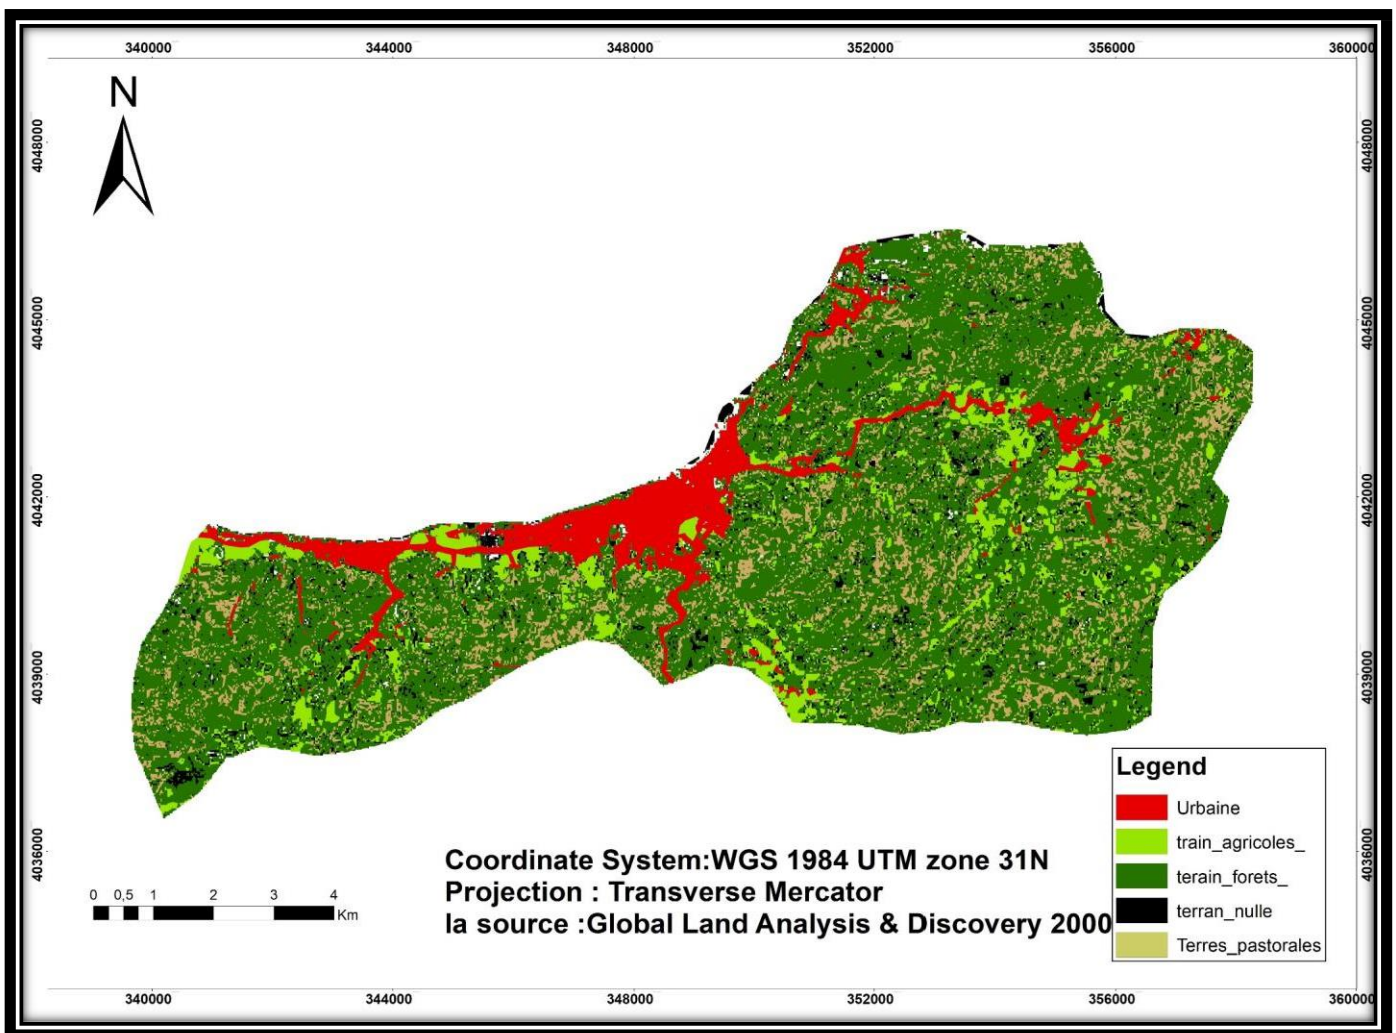 340000 344000 348000 352000 356000 360000
N
4048000 4048000
4045000 4045000
4042000 4042000
4039000 4039000
4036000 4036000
Legend
Urbaine
train_agricoles_
terain_forets_
terran_nulle
Terres_pastorales
Coordinate System:WGS 1984 UTM zone 31N
Projection : Transverse Mercator
la source :Global Land Analysis & Discovery 2000
0 0,5 1 2 3 4
Km
340000 344000 348000 352000 356000 360000